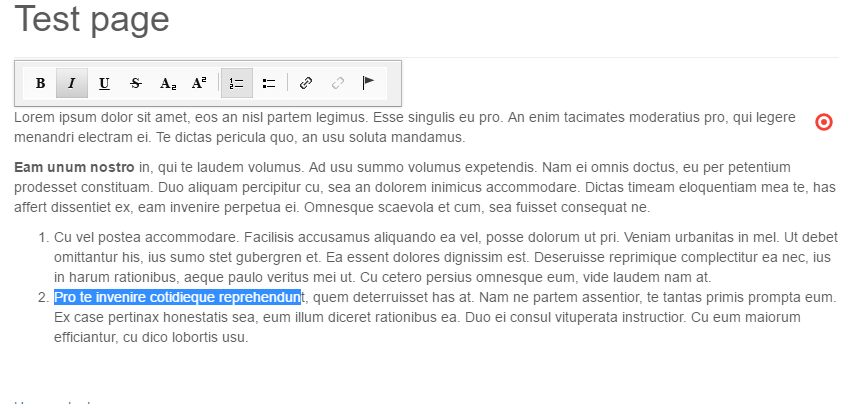 Test page
B I U S A₂ A²
Lorem ipsum dolor sit amet, eos an nisl partem legimus. Esse singulis eu pro. An enim tacimates moderatius pro, qui legere
menandri electram ei. Te dictas pericula quo, an usu soluta mandamus.
Eam unum nostro in, qui te laudem volumus. Ad usu summo volumus expetendis. Nam ei omnis doctus, eu per petentium
prodesset constituam. Duo aliquam percipitur cu, sea an dolorem inimicus accommodare. Dictas timeam eloquentiam mea te, has
affert dissentiet ex, eam invenire perpetua ei. Omnesque scaevola et cum, sea fuisset consequat ne.
1. Cu vel postea accommodare. Facilisis accusamus aliquando ea vel, posse dolorum ut pri. Veniam urbanitas in mel. Ut debet
omittantur his, ius sumo stet gubergren et. Ea essent dolores dignissim est. Deseruisse reprimique complectitur ea nec, ius
in harum rationibus, aeque paulo veritus mei ut. Cu cetero persius omnesque eum, vide laudem nam at.
2. Pro te invenire cotidieque reprehendunt, quem deterruisset has at. Nam ne partem assentior, te tantas primis prompta eum.
Ex case pertinax honestatis sea, eum illum diceret rationibus ea. Duo ei consul vituperata instructior. Cu eum maiorum
efficiantur, cu dico lobortis usu.